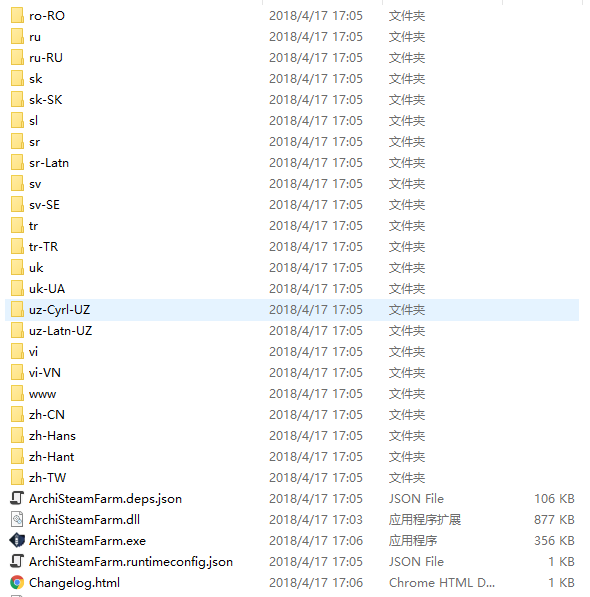 ro-RO 2018/4/17 17:05 文件夹
ru 2018/4/17 17:05 文件夹
ru-RU 2018/4/17 17:05 文件夹
sk 2018/4/17 17:05 文件夹
sk-SK 2018/4/17 17:05 文件夹
sl 2018/4/17 17:05 文件夹
sr 2018/4/17 17:05 文件夹
sr-Latn 2018/4/17 17:05 文件夹
sv 2018/4/17 17:05 文件夹
sv-SE 2018/4/17 17:05 文件夹
tr 2018/4/17 17:05 文件夹
tr-TR 2018/4/17 17:05 文件夹
uk 2018/4/17 17:05 文件夹
uk-UA 2018/4/17 17:05 文件夹
uz-Cyrl-UZ 2018/4/17 17:05 文件夹
uz-Latn-UZ 2018/4/17 17:05 文件夹
vi 2018/4/17 17:05 文件夹
vi-VN 2018/4/17 17:05 文件夹
www 2018/4/17 17:05 文件夹
zh-CN 2018/4/17 17:05 文件夹
zh-Hans 2018/4/17 17:05 文件夹
zh-Hant 2018/4/17 17:05 文件夹
zh-TW 2018/4/17 17:05 文件夹
ArchiSteamFarm.deps.json 2018/4/17 17:05 JSON File 106 KB
ArchiSteamFarm.dll 2018/4/17 17:03 应用程序扩展 877 KB
ArchiSteamFarm.exe 2018/4/17 17:06 应用程序 356 KB
ArchiSteamFarm.runtimeconfig.json 2018/4/17 17:05 JSON File 1 KB
Changelog.html 2018/4/17 17:06 Chrome HTML D... 1 KB